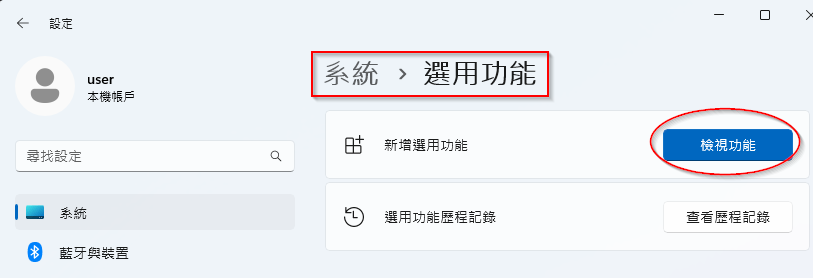 設定
user
本機帳戶
尋找設定
系統
藍牙與裝置
系統 › 選用功能
新增選用功能
檢視功能
選用功能歷程記錄
查看歷程記錄